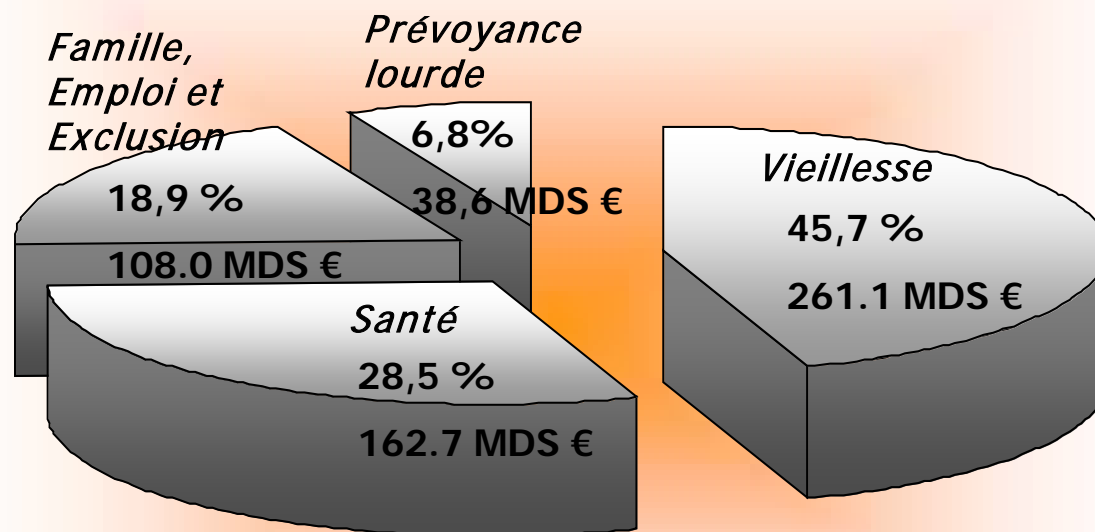 Famille,
Emploi et
Exclusion
18,9 %
108.0 MDS €
Prévoyance
lourde
6,8%
38,6 MDS €
Vieillesse
45,7 %
261.1 MDS €
Santé
28,5 %
162.7 MDS €